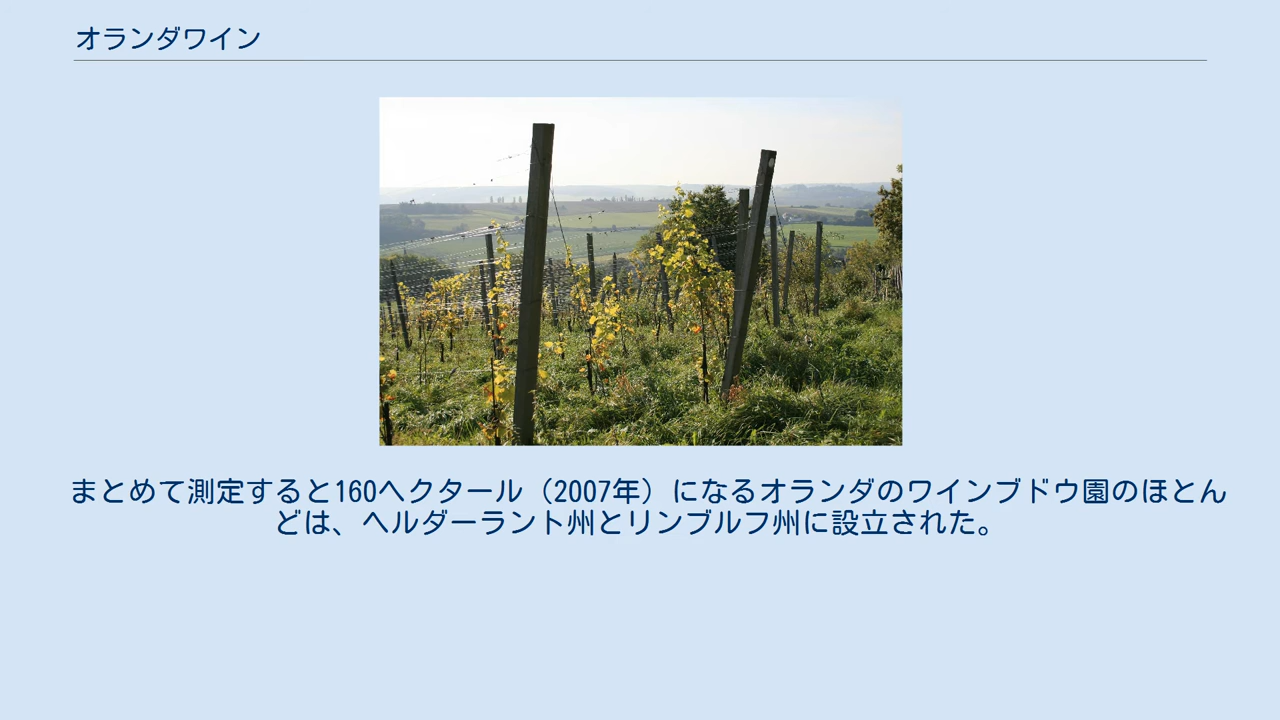 オランダワイン
まとめて測定すると160ヘクタール（2007年）になるオランダのワインブドウ園のほとん
どは、ヘルダーラント州とリンブルフ州に設立された。